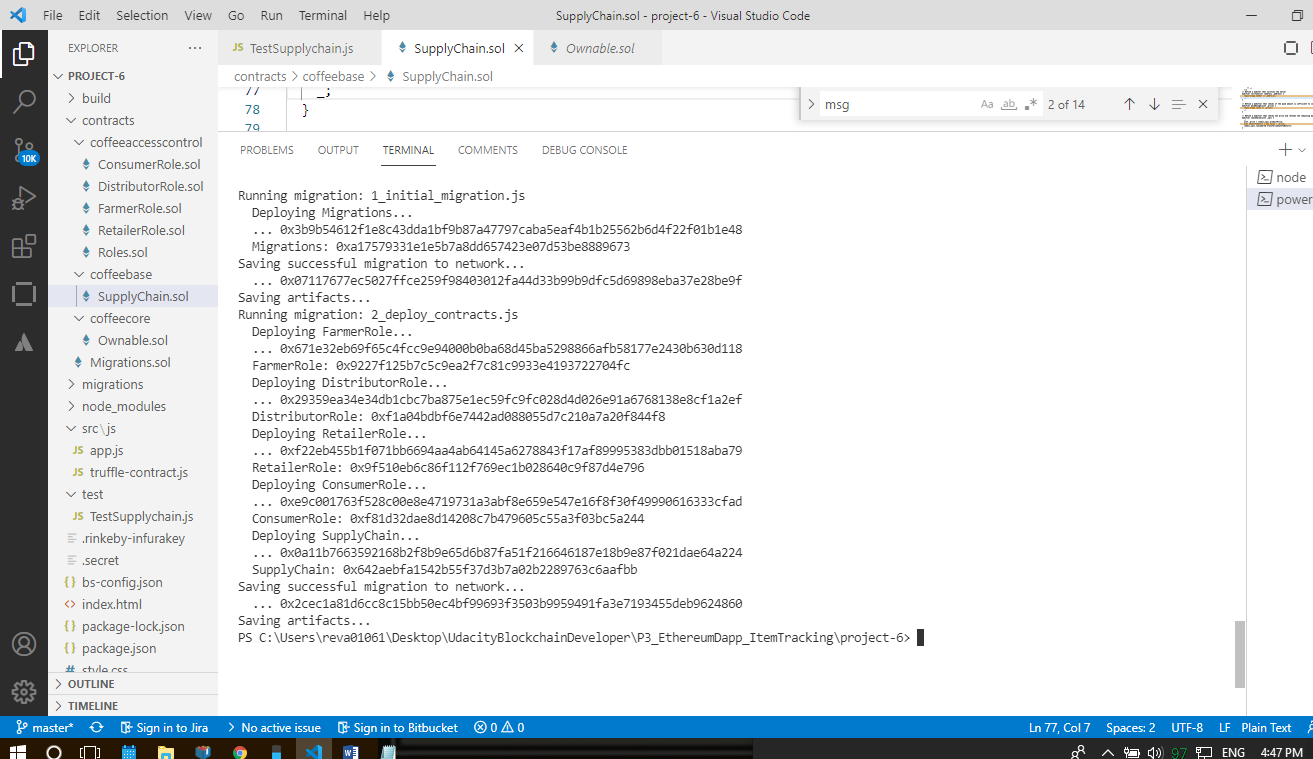 File Edit Selection View Go Run Terminal Help SupplyChain.sol - project-6 - Visual Studio Code
EXPLORER ...
PROJECT-6
build
contracts
coffeeaccesscontrol
ConsumerRole.sol
DistributorRole.sol
FarmerRole.sol
RetailerRole.sol
Roles.sol
coffeebase
SupplyChain.sol
coffeecore
Ownable.sol
Migrations.sol
migrations
node_modules
src\js
JS app.js
JS truffle-contract.js
test
JS TestSupplychain.js
.rinkeby-infurakey
.secret
{} bs-config.json
<> index.html
{} package-lock.json
{} package.json
# style.css
OUTLINE
TIMELINE
10K
JS TestSupplychain.js SupplyChain.sol Ownable.sol
contracts > coffeebase > SupplyChain.sol
77 _;
78 }
79
msg Aa ab .* 2 of 14
PROBLEMS OUTPUT TERMINAL COMMENTS DEBUG CONSOLE
node
power
Running migration: 1_initial_migration.js
Deploying Migrations...
... 0x3b9b54612f1e8c43dda1bf9b87a47797caba5eaf4b1b25562b6d4f22f01b1e48
Migrations: 0xa17579331e1e5b7a8dd657423e07d53be8889673
Saving successful migration to network...
... 0x07117677ec5027ffce259f98403012fa44d33b99b9dfc5d69898eba37e28be9f
Saving artifacts...
Running migration: 2_deploy_contracts.js
Deploying FarmerRole...
... 0x671e32eb69f65c4fcc9e94000b0ba68d45ba5298866afb58177e2430b630d118
FarmerRole: 0x9227f125b7c5c9ea2f7c81c9933e4193722704fc
Deploying DistributorRole...
... 0x29359ea34e34db1cbc7ba875e1ec59fc9fc028d4d026e91a6768138e8cf1a2ef
DistributorRole: 0xf1a04bdbf6e7442ad088055d7c210a7a20f844f8
Deploying RetailerRole...
... 0xf22eb455b1f071bb6694aa4ab64145a6278843f17af89995383dbb01518aba79
RetailerRole: 0x9f510eb6c86f112f769ec1b028640c9f87d4e796
Deploying ConsumerRole...
... 0xe9c001763f528c00e8e4719731a3abf8e659e547e16f8f30f49990616333cfad
ConsumerRole: 0xf81d32dae8d14208c7b479605c55a3f03bc5a244
Deploying SupplyChain...
... 0x0a11b7663592168b2f8b9e65d6b87fa51f216646187e18b9e87f021dae64a224
SupplyChain: 0x642aebfa1542b55f37d3b7a02b2289763c6aafbb
Saving successful migration to network...
... 0x2cec1a81d6cc8c15bb50ec4bf99693f3503b9959491fa3e7193455deb9624860
Saving artifacts...
PS C:\Users\reva01061\Desktop\UdacityBlockchainDeveloper\P3_EthereumDapp_ItemTracking\project-6>
master* Sign in to Jira No active issue Sign in to Bitbucket 0 0 Ln 77, Col 7 Spaces: 2 UTF-8 LF Plain Text
97 ENG 4:47 PM